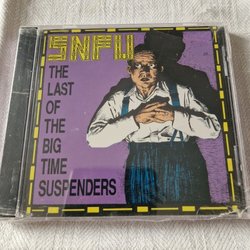 SNFU
THE
LAST
OF
THE
BIG
TIME
SUSPENDERS